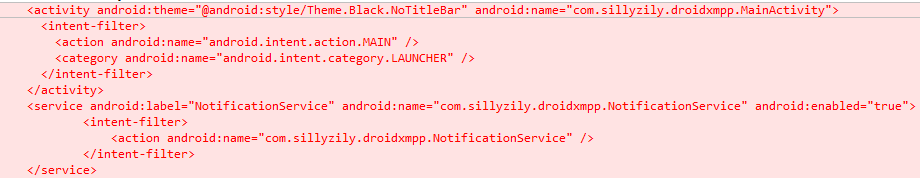 <activity android:theme="@android:style/Theme.Black.NoTitleBar" android:name="com.sillyzily.droidxmpp.MainActivity">
<intent-filter>
<action android:name="android.intent.action.MAIN" />
<category android:name="android.intent.category.LAUNCHER" />
</intent-filter>
</activity>
<service android:label="NotificationService" android:name="com.sillyzily.droidxmpp.NotificationService" android:enabled="true">
<intent-filter>
<action android:name="com.sillyzily.droidxmpp.NotificationService" />
</intent-filter>
</service>